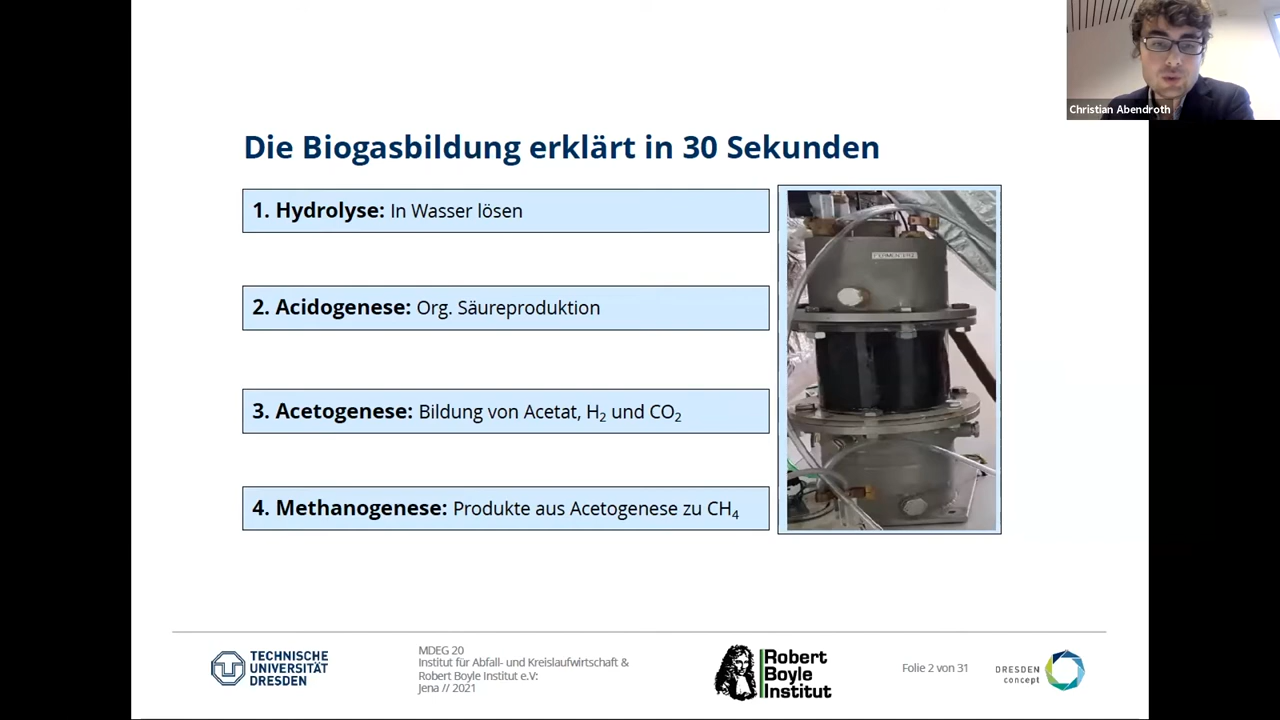 Christian Abendroth
Die Biogasbildung erklärt in 30 Sekunden
1. Hydrolyse: In Wasser lösen
2. Acidogenese: Org. Säureproduktion
3. Acetogenese: Bildung von Acetat, H₂ und CO₂
4. Methanogenese: Produkte aus Acetogenese zu CH₄
TECHNISCHE
UNIVERSITÄT
DRESDEN
MDEG 20
Institut für Abfall- und Kreislaufwirtschaft &
Robert Boyle Institut e.V:
Jena // 2021
Robert
Boyle
Institut
Folie 2 von 31
DRESDEN
concept